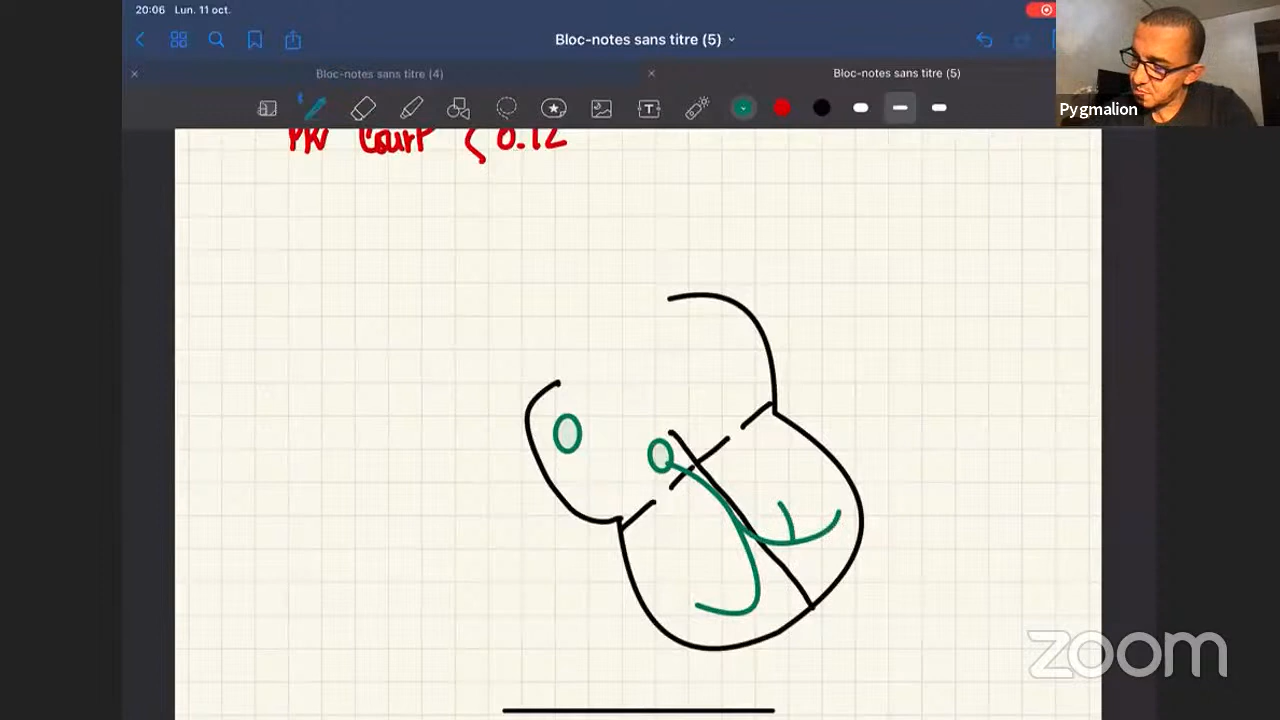 20:06 Lun. 11 oct.
Bloc-notes sans titre (5)
Bloc-notes sans titre (4)
Bloc-notes sans titre (5)
Pygmalion
Court < 0.12
zoom